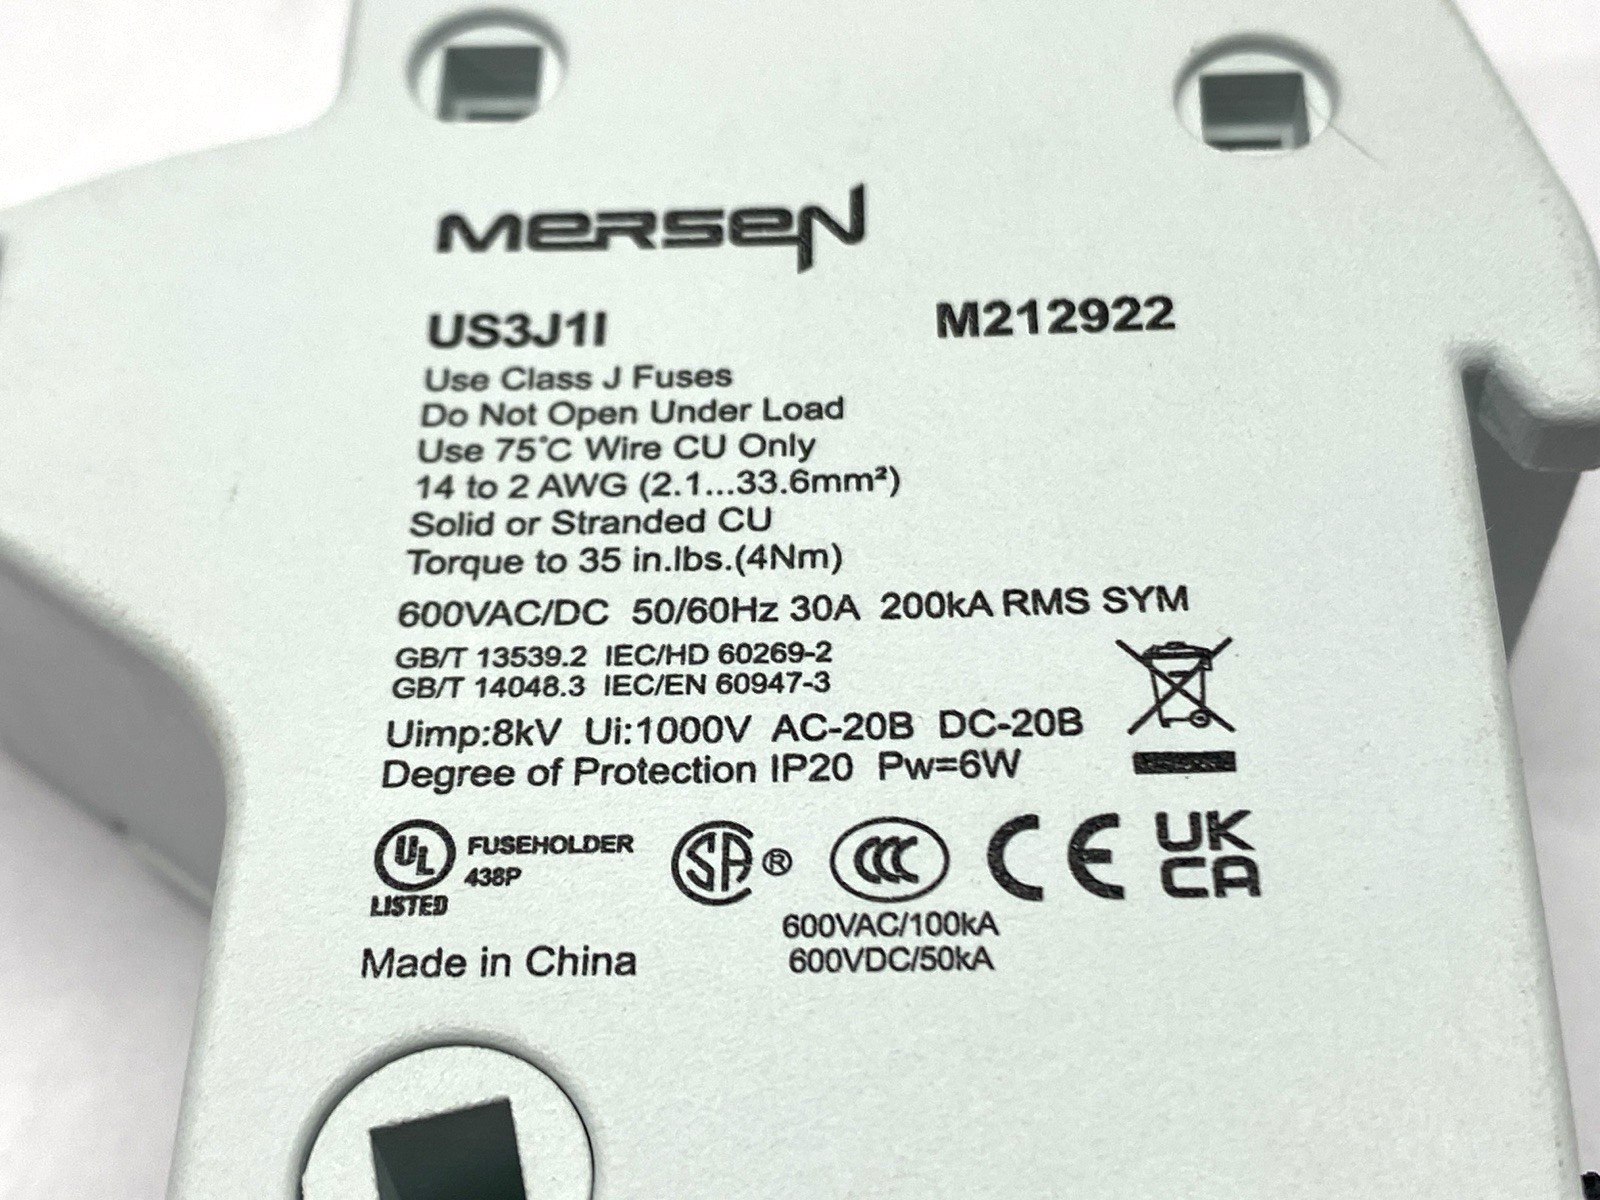 MERSEN
US3J1I M212922
Use Class J Fuses
Do Not Open Under Load
Use 75°C Wire CU Only
14 to 2 AWG (2.1...33.6mm²)
Solid or Stranded CU
Torque to 35 in.lbs.(4Nm)
600VAC/DC 50/60Hz 30A 200kA RMS SYM
GB/T 13539.2 IEC/HD 60269-2
GB/T 14048.3 IEC/EN 60947-3
Uimp:8kV Ui:1000V AC-20B DC-20B
Degree of Protection IP20 Pw=6W
UL FUSEHOLDER SA ® CCC CE UK
438P CA
LISTED
600VAC/100kA
600VDC/50kA
Made in China